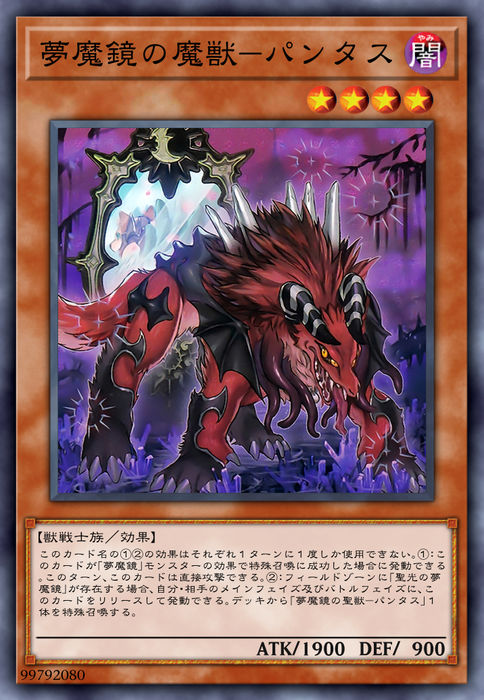 夢魔鏡の魔獣－パンタス
やみ
闇
【獣戦士族／効果】
このカード名の①②の効果はそれぞれ１ターンに１度しか使用できない。①：こ
のカードが「夢魔鏡」モンスターの効果で特殊召喚に成功した場合に発動できる
。このターン、このカードは直接攻撃できる。②：フィールドゾーンに「聖光の夢
魔鏡」が存在する場合、自分・相手のメインフェイズ及びバトルフェイズに、こ
のカードをリリースして発動できる。デッキから「夢魔鏡の聖獣－パンタス」１
体を特殊召喚する。
ATK/1900 DEF/ 900
99792080